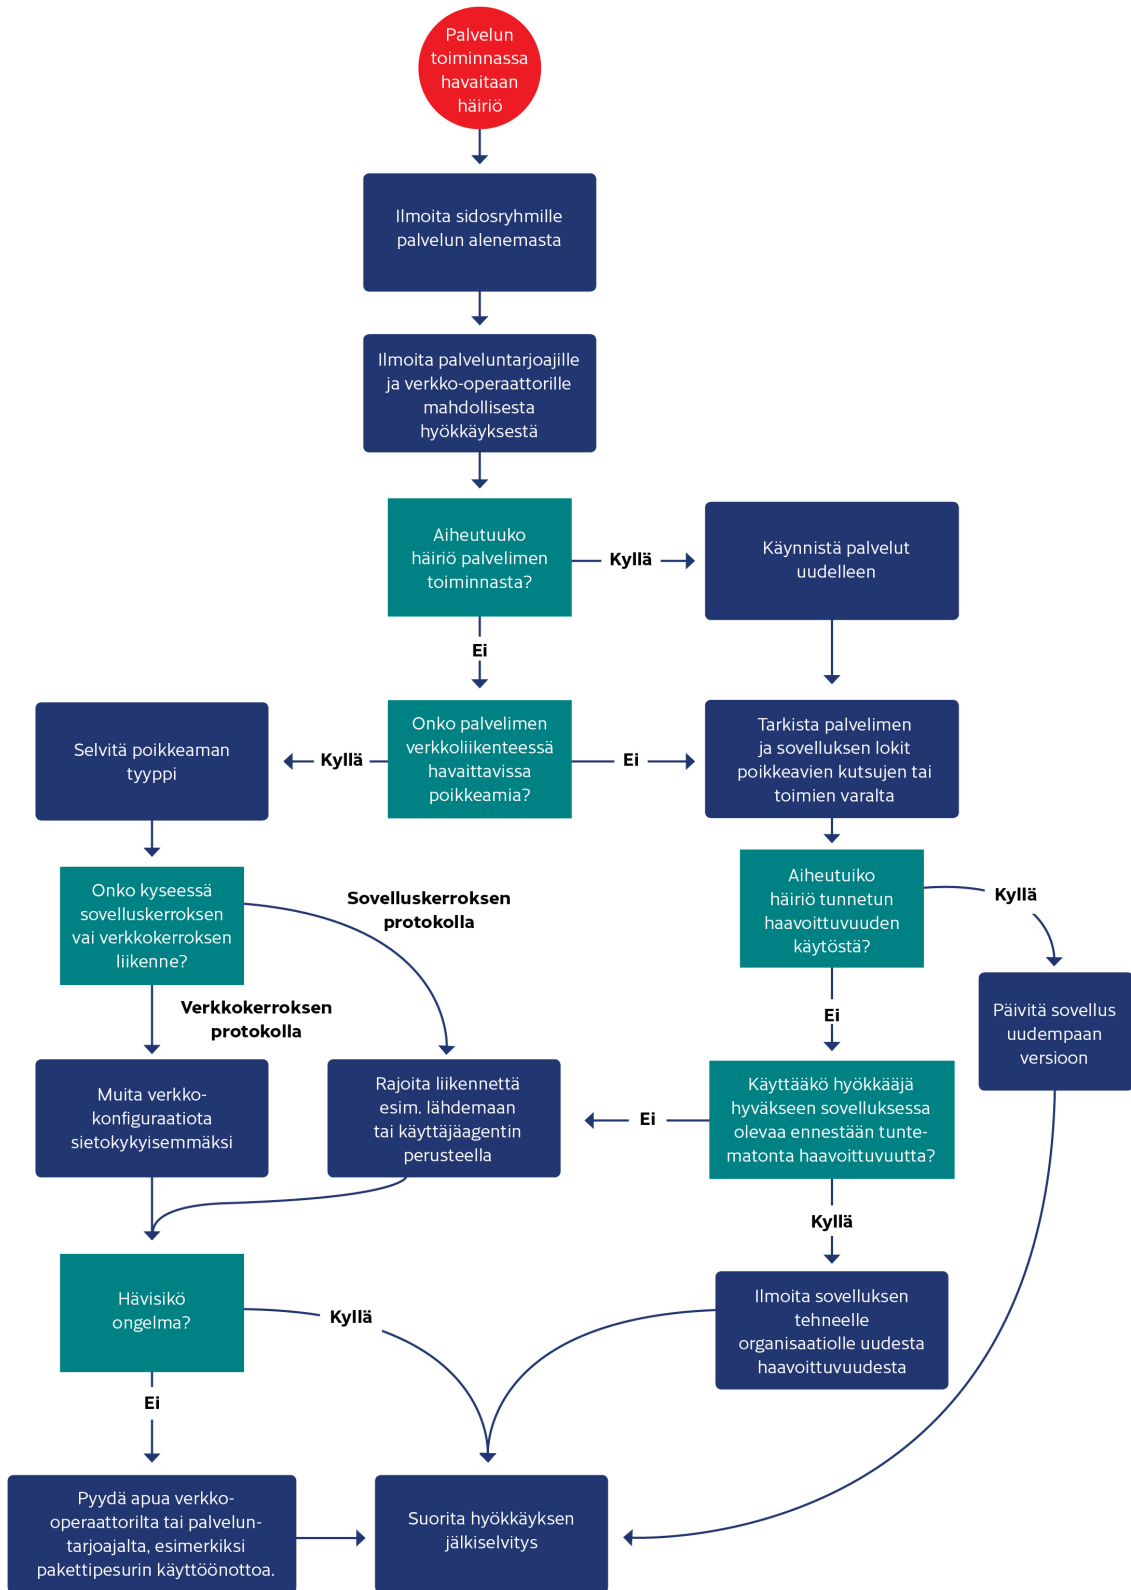 Palvelun
toiminnassa
havaitaan
häiriö
Ilmoita sidosryhmille
palvelun alenemasta
Ilmoita palveluntarjoajille
ja verkko-operaattorille
mahdollisesta
hyökkäyksestä
Aiheutuuko
häiriö palvelimen
toiminnasta?
Kyllä
Käynnistä palvelut
uudelleen
Ei
Selvitä poikkeaman
tyyppi
Kyllä
Onko palvelimen
verkkoliikenteessä
havaittavissa
poikkeamia?
Ei
Tarkista palvelimen
ja sovelluksen lokit
poikkeavien kutsujen tai
toimien varalta
Onko kyseessä
sovelluskerroksen
vai verkkokerroksen
liikenne?
Sovelluskerroksen
protokolla
Aiheutuiko
häiriö tunnetun
haavoittuvuuden
käytöstä?
Kyllä
Verkkokerroksen
protokolla
Ei
Päivitä sovellus
uudempaan
versioon
Muita verkko-
konfiguraatiota
sietokykyisemmäksi
Rajoita liikennettä
esim. lähdemaan
tai käyttäjäagentin
perusteella
Ei
Käyttääkö hyökkääjä
hyväkseen sovelluksessa
olevaa ennestään tunte-
matonta haavoittuvuutta?
Kyllä
Hävisikö
ongelma?
Kyllä
Ilmoita sovelluksen
tehneelle
organisaatiolle uudesta
haavoittuvuudesta
Ei
Pyydä apua verkko-
operaattorilta tai palvelun-
tarjoajalta, esimerkiksi
pakettipesurin käyttöönottoa.
Suorita hyökkäyksen
jälkiselvitys